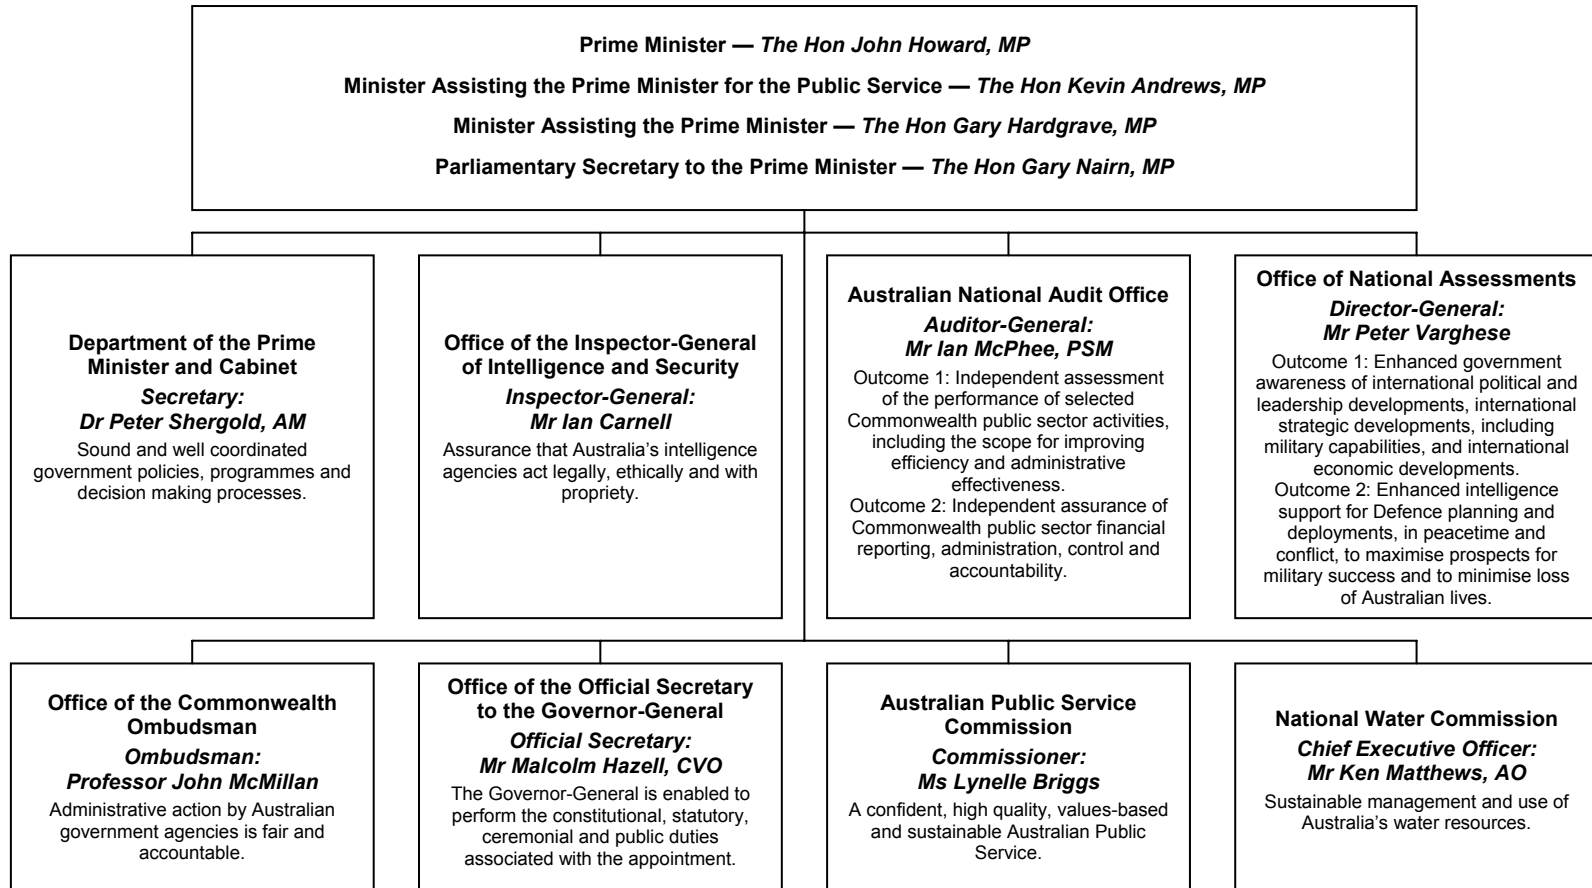 Prime Minister — The Hon John Howard, MP
Minister Assisting the Prime Minister for the Public Service — The Hon Kevin Andrews, MP
Minister Assisting the Prime Minister — The Hon Gary Hardgrave, MP
Parliamentary Secretary to the Prime Minister — The Hon Gary Nairn, MP
Department of the Prime
Minister and Cabinet
Secretary:
Dr Peter Shergold, AM
Sound and well coordinated
government policies, programmes and
decision making processes.
Office of the Inspector-General
of Intelligence and Security
Inspector-General:
Mr Ian Carnell
Assurance that Australia’s intelligence
agencies act legally, ethically and with
propriety.
Australian National Audit Office
Auditor-General:
Mr Ian McPhee, PSM
Outcome 1: Independent assessment
of the performance of selected
Commonwealth public sector activities,
including the scope for improving
efficiency and administrative
effectiveness.
Outcome 2: Independent assurance of
Commonwealth public sector financial
reporting, administration, control and
accountability.
Office of National Assessments
Director-General:
Mr Peter Varghese
Outcome 1: Enhanced government
awareness of international political and
leadership developments, international
strategic developments, including
military capabilities, and international
economic developments.
Outcome 2: Enhanced intelligence
support for Defence planning and
deployments, in peacetime and
conflict, to maximise prospects for
military success and to minimise loss
of Australian lives.
Office of the Commonwealth
Ombudsman
Ombudsman:
Professor John McMillan
Administrative action by Australian
government agencies is fair and
accountable.
Office of the Official Secretary
to the Governor-General
Official Secretary:
Mr Malcolm Hazell, CVO
The Governor-General is enabled to
perform the constitutional, statutory,
ceremonial and public duties
associated with the appointment.
Australian Public Service
Commission
Commissioner:
Ms Lynelle Briggs
A confident, high quality, values-based
and sustainable Australian Public
Service.
National Water Commission
Chief Executive Officer:
Mr Ken Matthews, AO
Sustainable management and use of
Australia’s water resources.